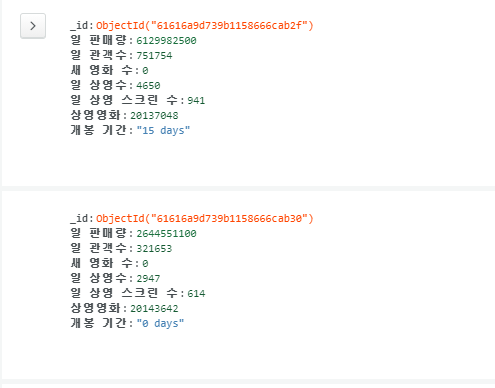 _id:ObjectId("61616a9d739b1158666cab2f")
일 판매량:6129982500
일 관객수:751754
새 영화 수:0
일 상영수:4650
일 상영 스크린 수:941
상영영화:20137048
개봉 기간:"15 days"
_id:ObjectId("61616a9d739b1158666cab30")
일 판매량:2644551100
일 관객수:321653
새 영화 수:0
일 상영수:2947
일 상영 스크린 수:614
상영영화:20143642
개봉 기간:"0 days"